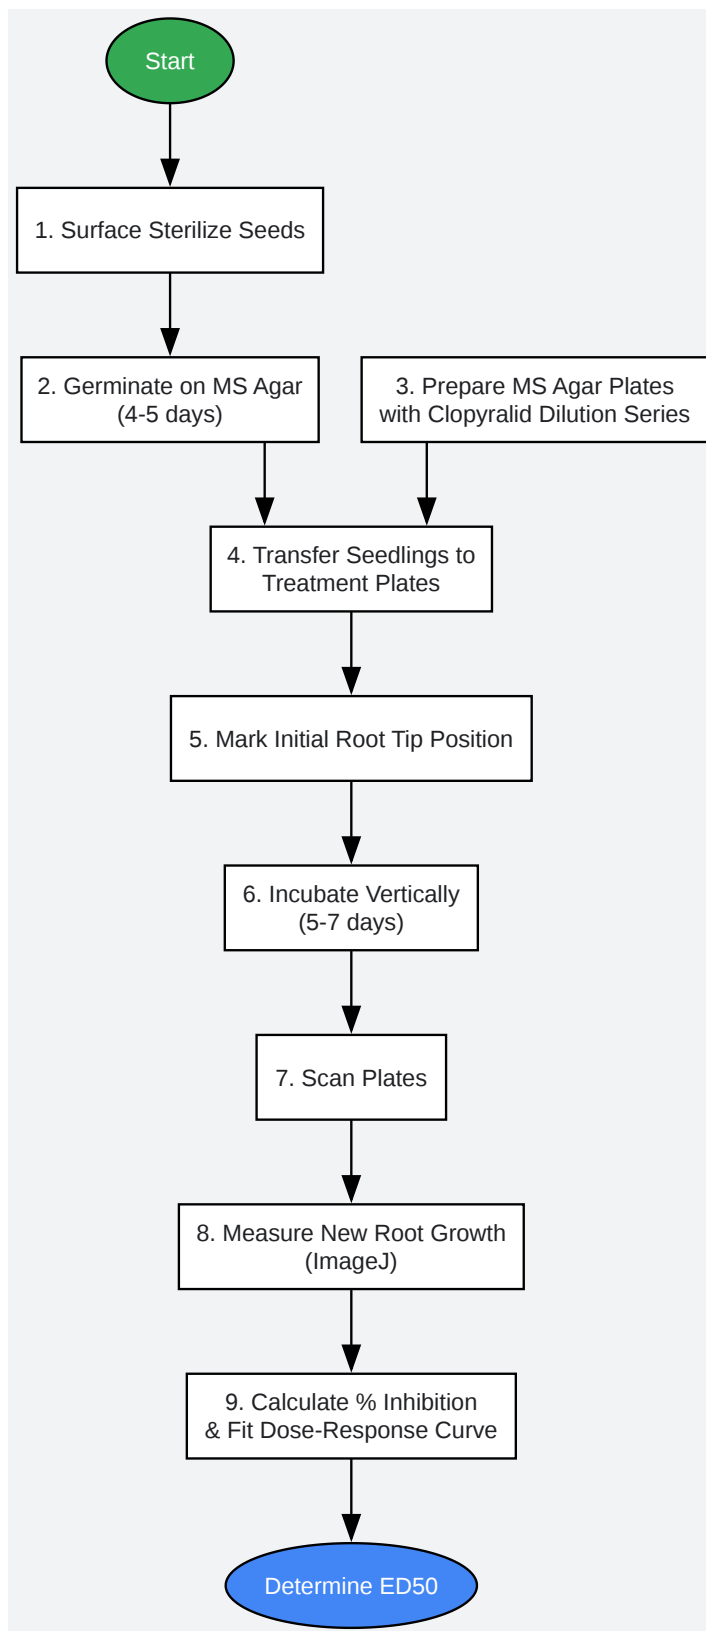 Start
1. Surface Sterilize Seeds
2. Germinate on MS Agar
(4-5 days)
3. Prepare MS Agar Plates
with Clopyralid Dilution Series
4. Transfer Seedlings to
Treatment Plates
5. Mark Initial Root Tip Position
6. Incubate Vertically
(5-7 days)
7. Scan Plates
8. Measure New Root Growth
(ImageJ)
9. Calculate % Inhibition
& Fit Dose-Response Curve
Determine ED50